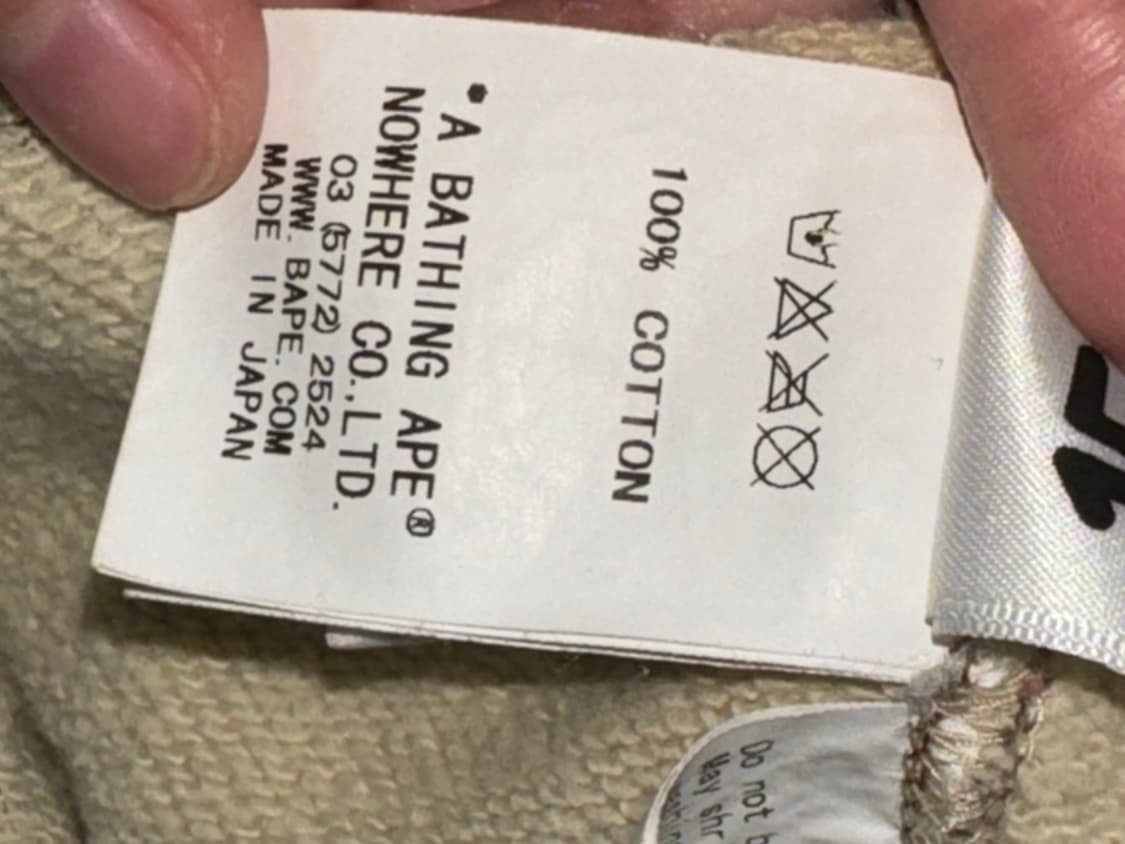 100% COTTON
• A BATHING APE®
NOWHERE CO.,LTD.
03 (5772) 2524
WWW. BAPE. COM
MADE IN JAPAN
Do not
May